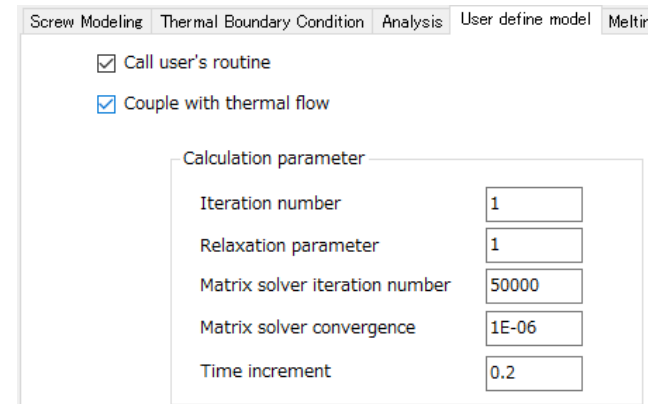 Screw Modeling Thermal Boundary Condition Analysis User define model
Call user's routine
Couple with thermal flow
Calculation parameter
Iteration number 1
Relaxation parameter 1
Matrix solver iteration number 50000
Matrix solver convergence 1E-06
Time increment 0.2